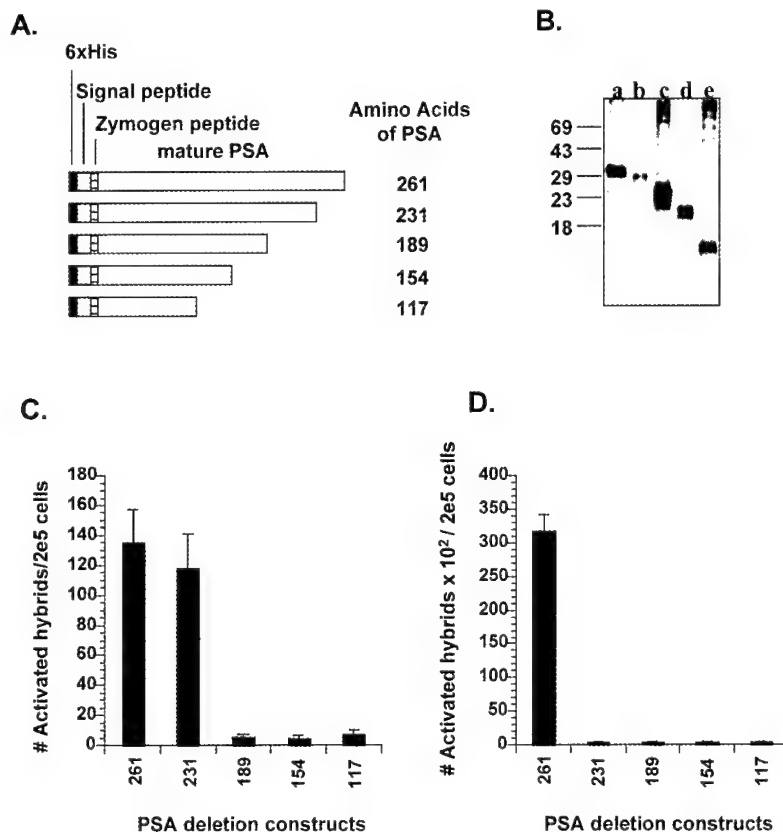 A.
6xHis
Signal peptide
Zymogen peptide
mature PSA
Amino Acids
of PSA
261
231
189
154
117
B.
a b c d e
69
43
29
23
18
C.
# Activated hybrids/2e5 cells
180
160
140
120
100
80
60
40
20
0
261
231
189
154
117
PSA deletion constructs
D.
# Activated hybrids x 10² / 2e5 cells
400
350
300
250
200
150
100
50
0
261
231
189
154
117
PSA deletion constructs